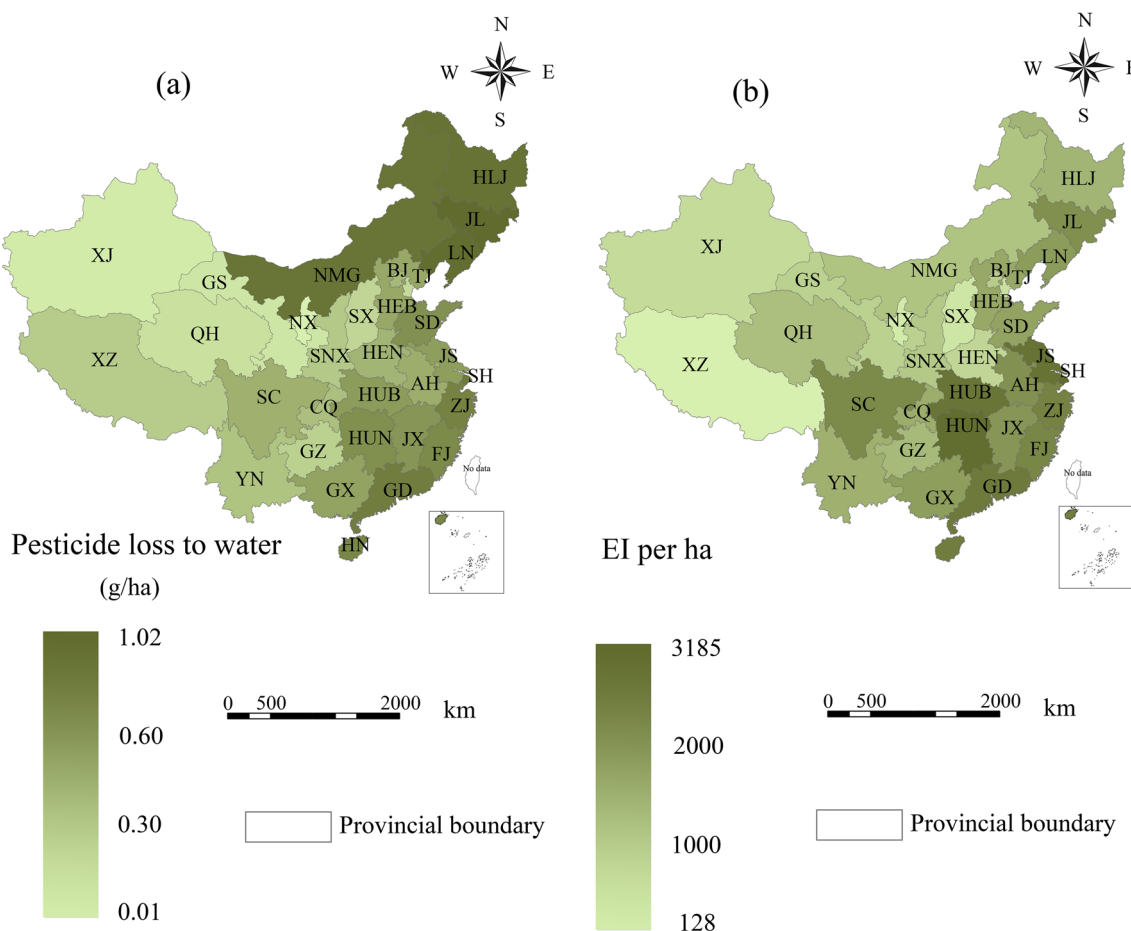 (a)
N
W
E
S
HLJ
JL
LN
XJ
GS
NMG
BJ
TJ
HEB
SX
SD
NX
QH
SNX
HEN
JS
XZ
AH
SH
SC
CQ
HUB
ZJ
HUN
JX
GZ
FJ
YN
GX
GD
No data
HN
Pesticide loss to water
(g/ha)
1.02
0.60
0.30
0.01
0 500 2000 km
Provincial boundary
(b)
N
W
S
HLJ
JL
LN
XJ
GS
NMG
BJ
TJ
HEB
SX
SD
NX
QH
SNX
HEN
JS
XZ
AH
SH
SC
CQ
HUB
ZJ
HUN
JX
GZ
FJ
YN
GX
GD
No data
EI per ha
3185
2000
1000
128
0 500 2000 km
Provincial boundary